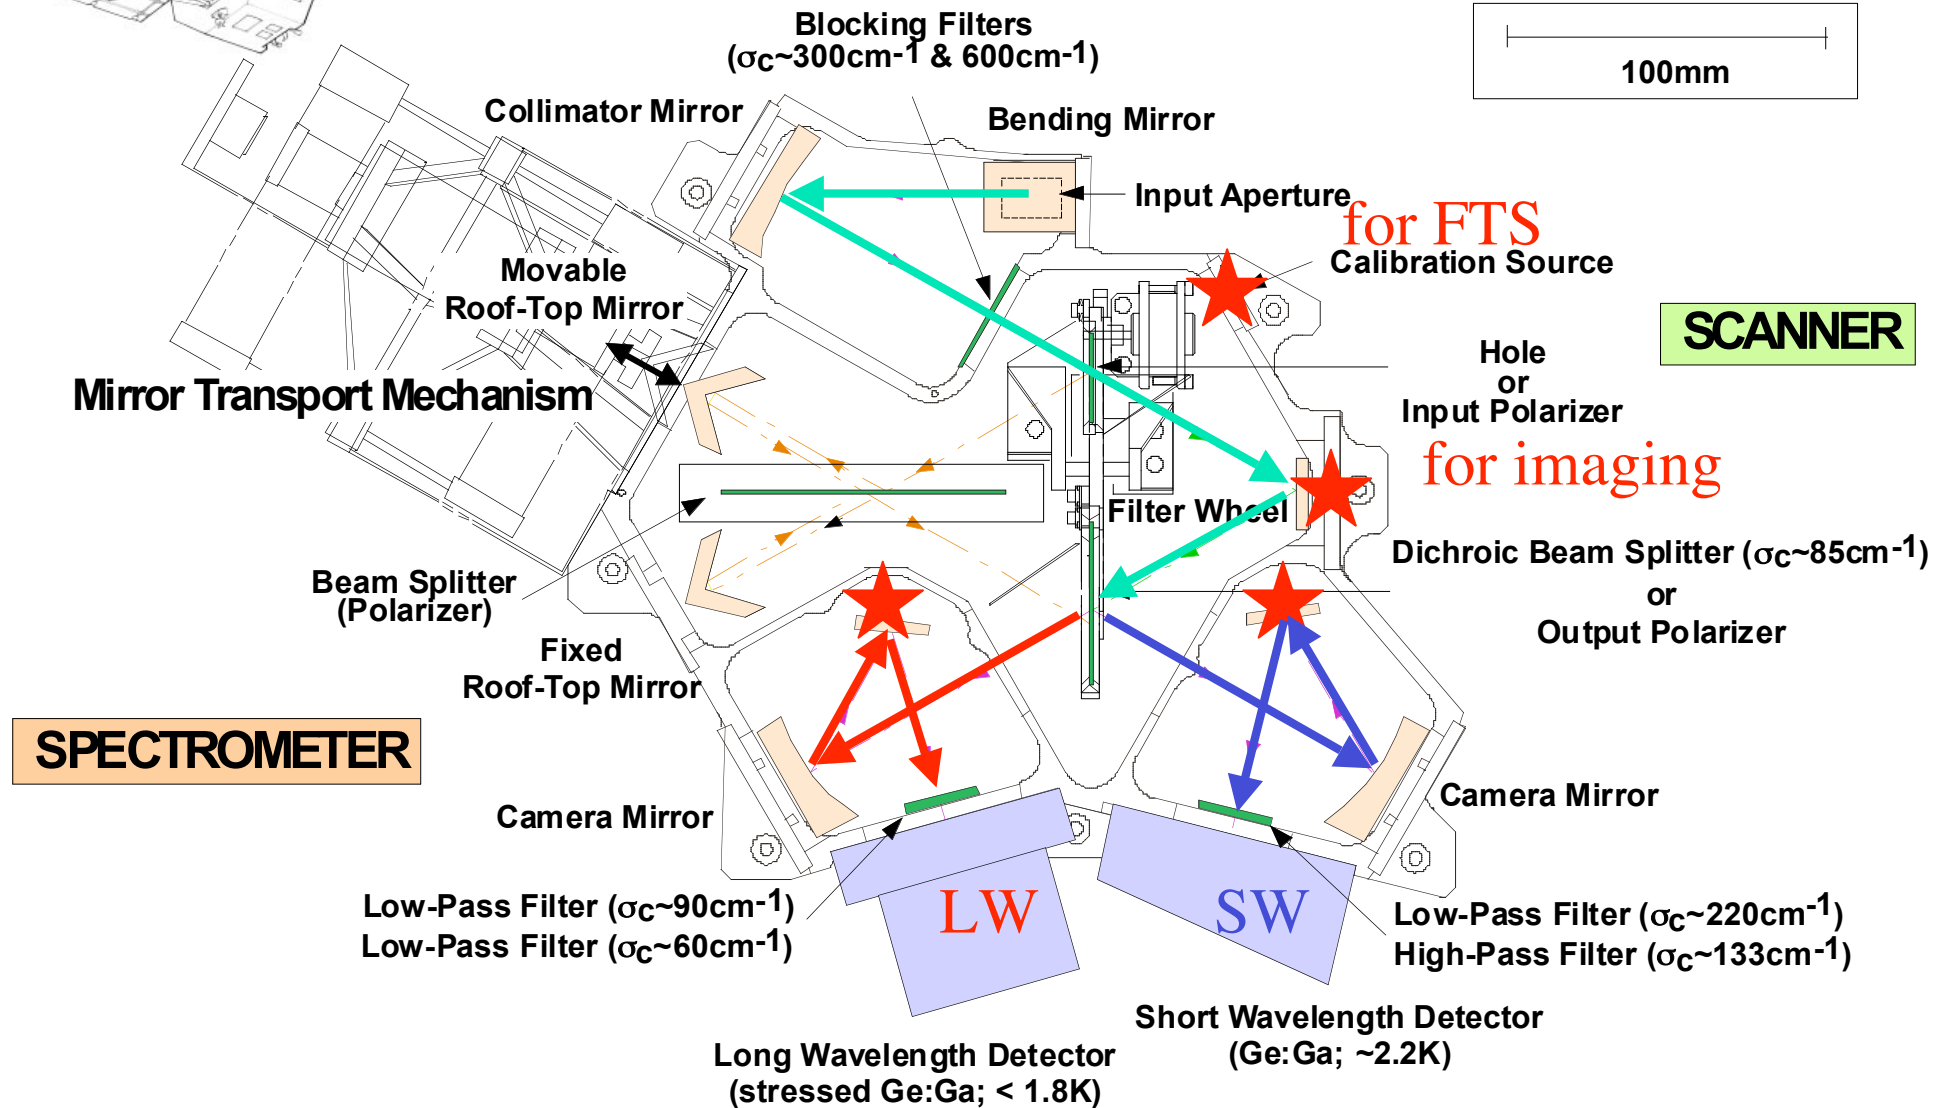 Blocking Filters
(σc~300cm-1 & 600cm-1)
100mm
Collimator Mirror
Bending Mirror
Input Aperture
for FTS
Calibration Source
Movable
Roof-Top Mirror
SCANNER
Hole
or
Input Polarizer
Mirror Transport Mechanism
for imaging
Filter Wheel
Dichroic Beam Splitter (σc~85cm-1)
or
Output Polarizer
Beam Splitter
(Polarizer)
Fixed
Roof-Top Mirror
SPECTROMETER
Camera Mirror
Camera Mirror
LW
SW
Low-Pass Filter (σc~90cm-1)
Low-Pass Filter (σc~60cm-1)
Low-Pass Filter (σc~220cm-1)
High-Pass Filter (σc~133cm-1)
Short Wavelength Detector
(Ge:Ga; ~2.2K)
Long Wavelength Detector
(stressed Ge:Ga; < 1.8K)